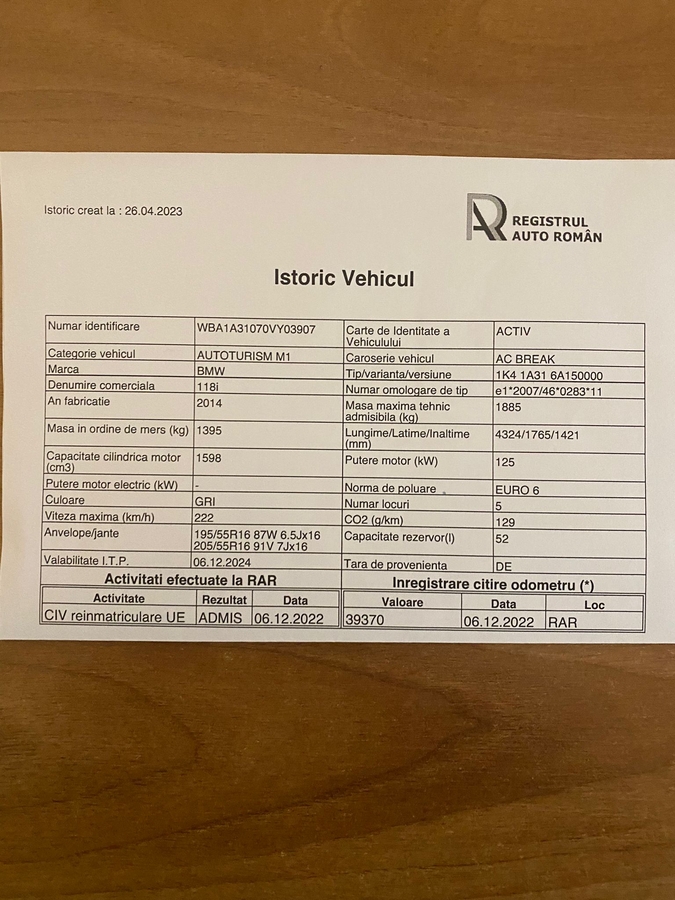 Istoric creat la : 26.04.2023
REGISTRUL
AUTO ROMÂN
Istoric Vehicul
Numar identificare WBA1A31070VY03907 Carte de Identitate a ACTIV
Vehiculului
Categorie vehicul AUTOTURISM M1 Caroserie vehicul AC BREAK
Marca BMW Tip/varianta/versiune 1K4 1A31 6A150000
Denumire comerciala 118i Numar omologare de tip e1*2007/46*0283*11
An fabricatie 2014 Masa maxima tehnic 1885
admisibila (kg)
Masa in ordine de mers (kg) 1395 Lungime/Latime/Inaltime 4324/1765/1421
(mm)
Capacitate cilindrica motor 1598 Putere motor (kW) 125
(cm3)
Putere motor electric (kW) - Norma de poluare EURO 6
Culoare GRI Numar locuri 5
Viteza maxima (km/h) 222 CO2 (g/km) 129
Anvelope/jante 195/55R16 87W 6.5Jx16 Capacitate rezervor(l) 52
205/55R16 91V 7Jx16
Valabilitate I.T.P. 06.12.2024 Tara de provenienta DE
Activitati efectuate la RAR Inregistrare citire odometru (*)
Activitate Rezultat Data Valoare Data Loc
CIV reinmatriculare UE ADMIS 06.12.2022 39370 06.12.2022 RAR